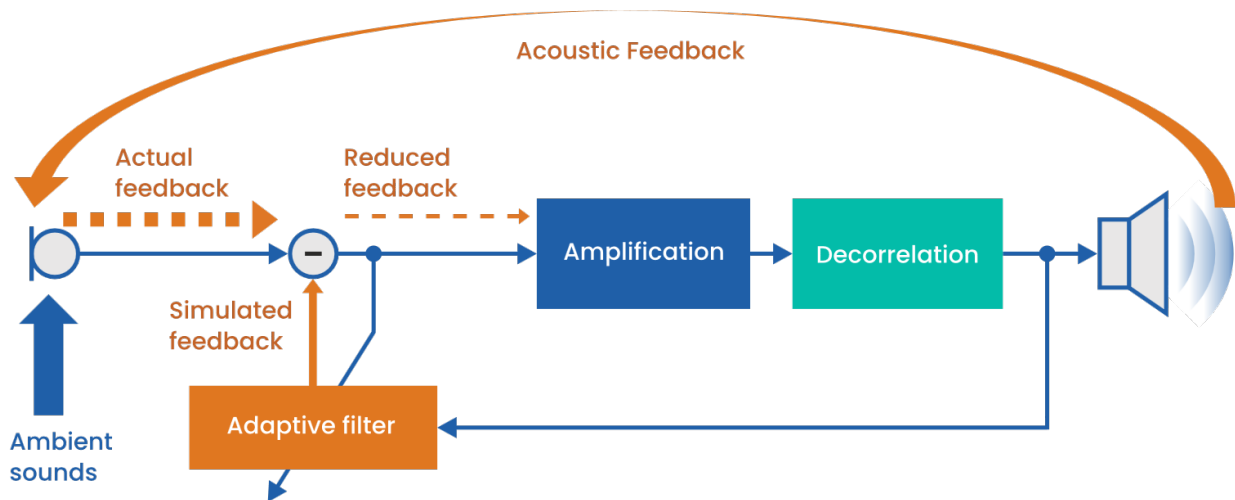 Acoustic Feedback
Actual
feedback
Reduced
feedback
-
Amplification
Decorrelation
Simulated
feedback
Adaptive filter
Ambient
sounds